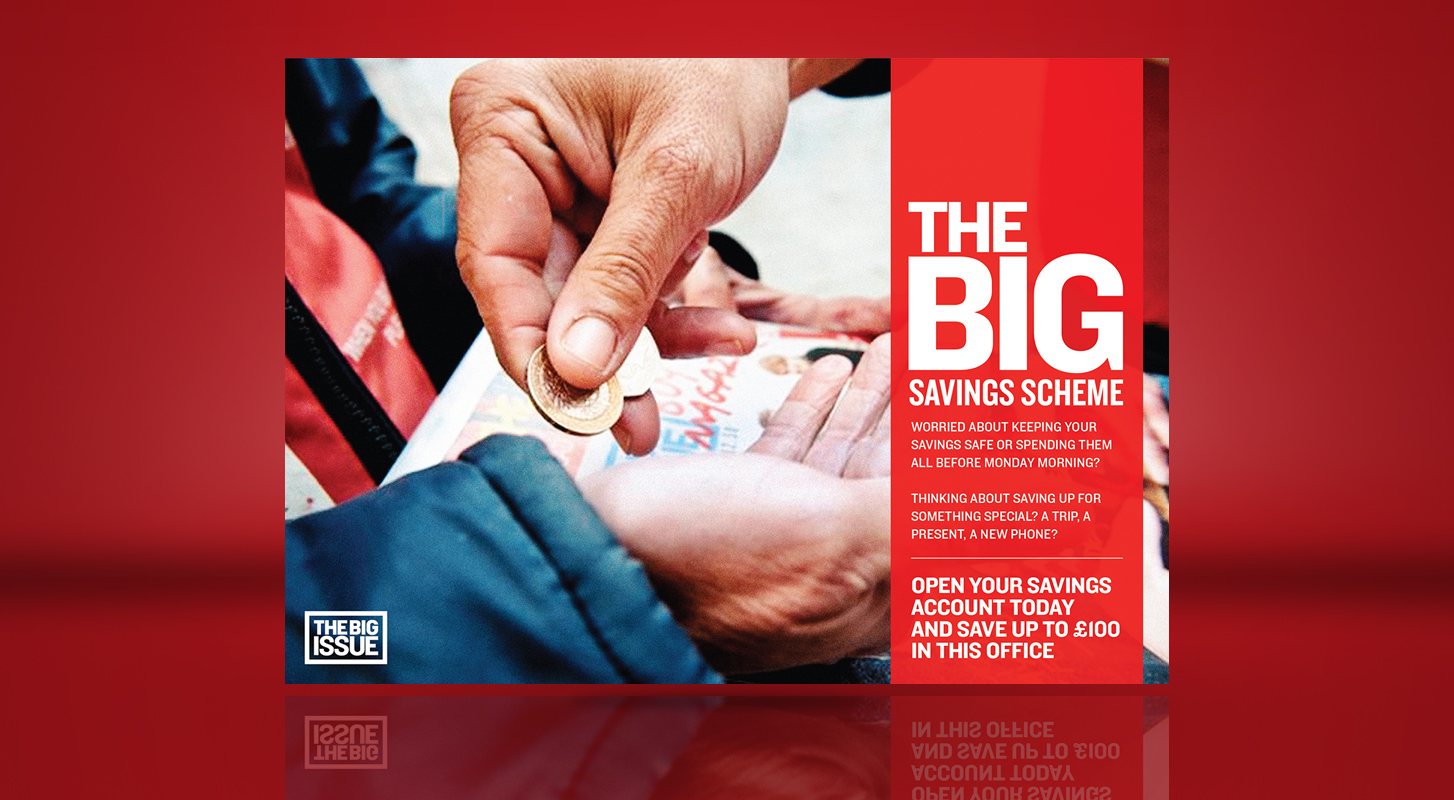 THE
BIG
SAVINGS SCHEME
WORRIED ABOUT KEEPING YOUR
SAVINGS SAFE OR SPENDING THEM
ALL BEFORE MONDAY MORNING?
THINKING ABOUT SAVING UP FOR
SOMETHING SPECIAL? A TRIP, A
PRESENT, A NEW PHONE?
OPEN YOUR SAVINGS
ACCOUNT TODAY
AND SAVE UP TO £100
IN THIS OFFICE
THE BIG
ISSUE